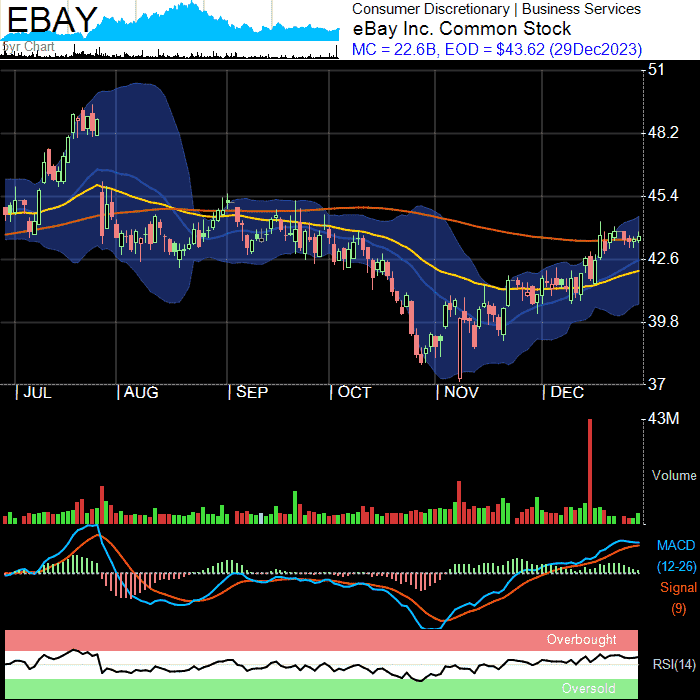 EBAY
5yr Chart
Consumer Discretionary | Business Services
eBay Inc. Common Stock
MC = 22.6B, EOD = $43.62 (29Dec2023)
51
48.2
45.4
42.6
39.8
37
| JUL | AUG | SEP | OCT | NOV | DEC
43M
Volume
MACD
(12-26)
Signal
(9)
Overbought
RSI(14)
Oversold